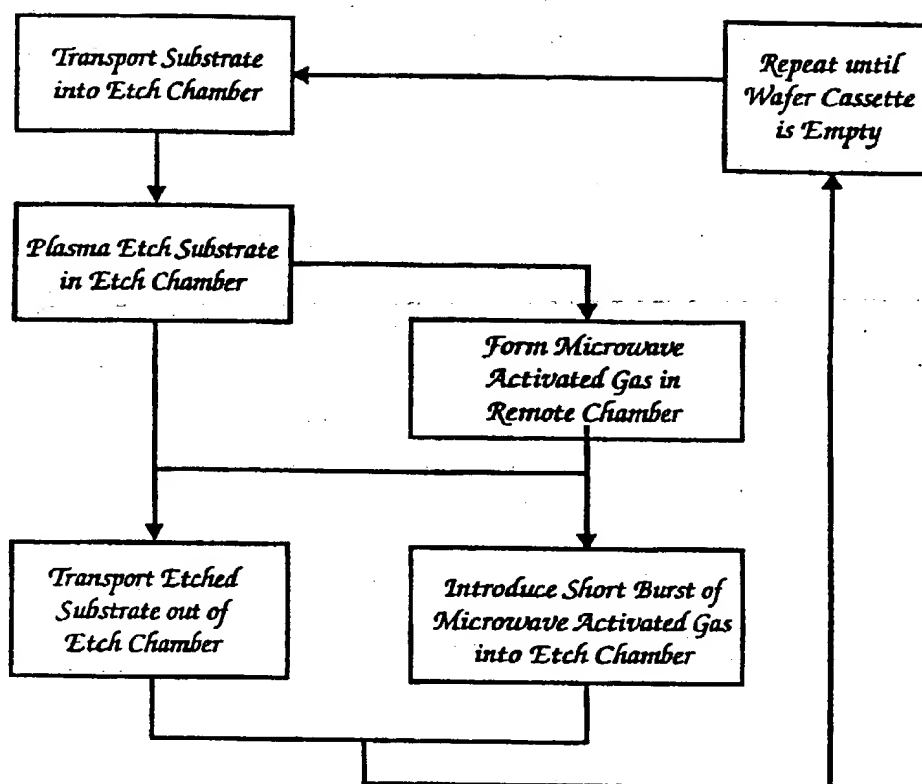 Transport Substrate
into Etch Chamber
Repeat until
Wafer Cassette
is Empty
Plasma Etch Substrate
in Etch Chamber
Form Microwave
Activated Gas in
Remote Chamber
Transport Etched
Substrate out of
Etch Chamber
Introduce Short Burst of
Microwave Activated Gas
into Etch Chamber